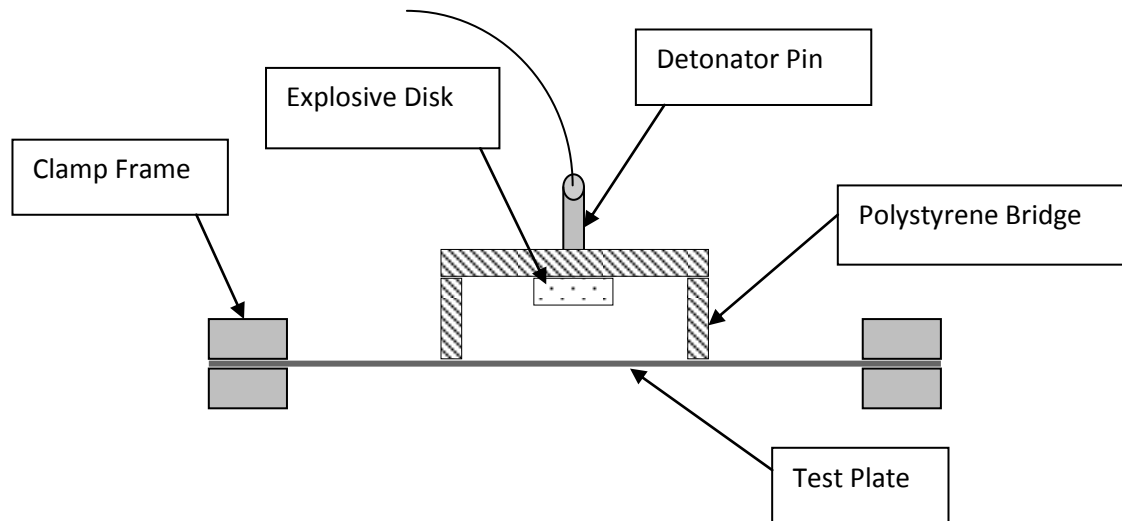 Detonator Pin
Explosive Disk
Clamp Frame
Polystyrene Bridge
Test Plate